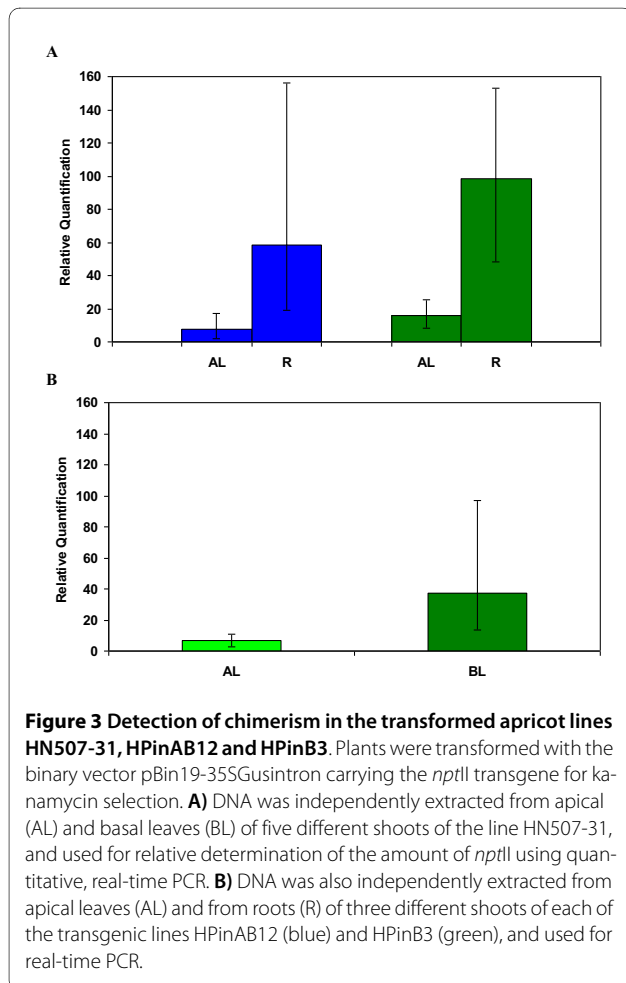 A
160
140
120
100
80
60
40
20
0
Relative Quantification
AL
R
AL
R
B
160
140
120
100
80
60
40
20
0
Relative Quantification
AL
BL
Figure 3 Detection of chimerism in the transformed apricot lines
HN507-31, HPinAB12 and HPinB3. Plants were transformed with the
binary vector pBin19-35SGusintron carrying the nptII transgene for ka-
namycin selection. A) DNA was independently extracted from apical
(AL) and basal leaves (BL) of five different shoots of the line HN507-31,
and used for relative determination of the amount of nptII using quan-
titative, real-time PCR. B) DNA was also independently extracted from
apical leaves (AL) and from roots (R) of three different shoots of each of
the transgenic lines HPinAB12 (blue) and HPinB3 (green), and used for
real-time PCR.